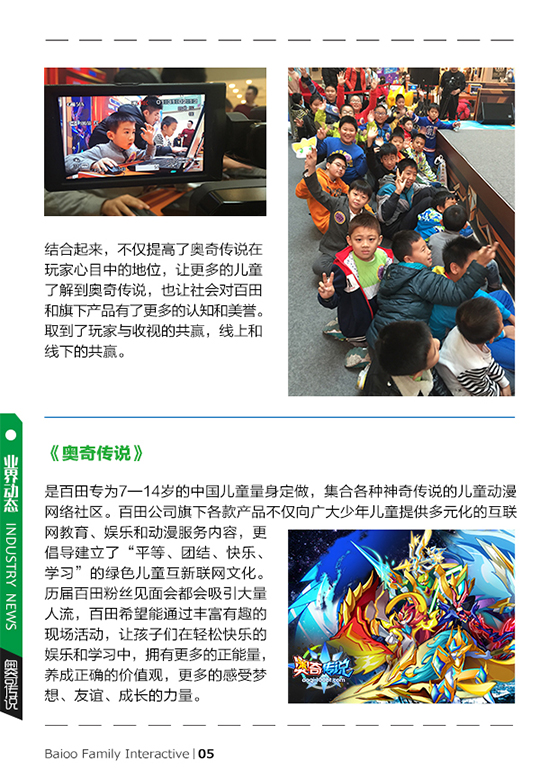 结合起来，不仅提高了奥奇传说在
玩家心目中的地位，让更多的儿童
了解到奥奇传说，也让社会对百田
和旗下产品有了更多的认知和美誉。
取到了玩家与收视的共赢，线上和
线下的共赢。
业界动态 INDUSTRY NEWS
奥奇传说
《奥奇传说》
是百田专为7—14岁的中国儿童量身定做，集合各种神奇传说的儿童动漫
网络社区。百田公司旗下各款产品不仅向广大少年儿童提供多元化的互联
网教育、娱乐和动漫服务内容，更
倡导建立了“平等、团结、快乐、
学习”的绿色儿童互新联网文化。
历届百田粉丝见面会都会吸引大量
人流，百田希望能通过丰富有趣的
现场活动，让孩子们在轻松快乐的
娱乐和学习中，拥有更多的正能量，
养成正确的价值观，更多的感受梦
想、友谊、成长的力量。
奥奇传说
Baioo Family Interactive | 05